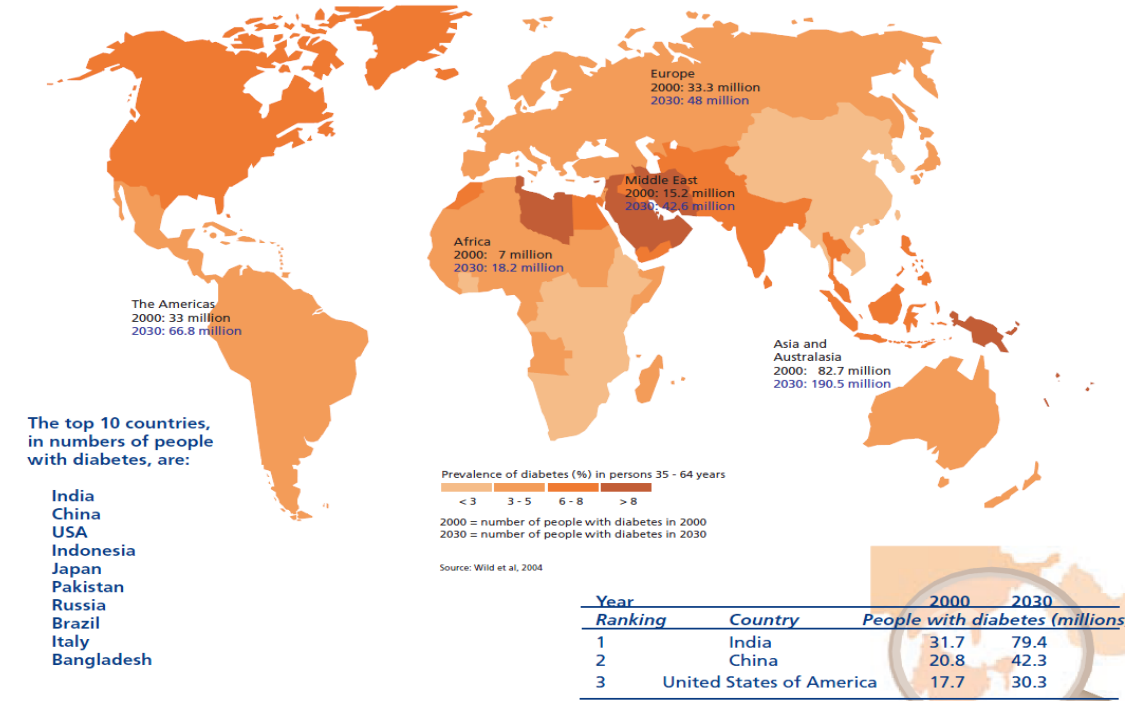 Europe
2000: 33.3 million
2030: 48 million
Middle East
2000: 15.2 million
2030: 42.6 million
Africa
2000: 7 million
2030: 18.2 million
The Americas
2000: 33 million
2030: 66.8 million
Asia and
Australasia
2000: 82.7 million
2030: 190.5 million
The top 10 countries,
in numbers of people
with diabetes, are:
India
China
USA
Indonesia
Japan
Pakistan
Russia
Brazil
Italy
Bangladesh
Prevalence of diabetes (%) in persons 35 - 64 years
< 3 3 - 5 6 - 8 > 8
2000 = number of people with diabetes in 2000
2030 = number of people with diabetes in 2030
Source: Wild et al, 2004
Year 2000 2030
Ranking Country People with diabetes (millions
1 India 31.7 79.4
2 China 20.8 42.3
3 United States of America 17.7 30.3